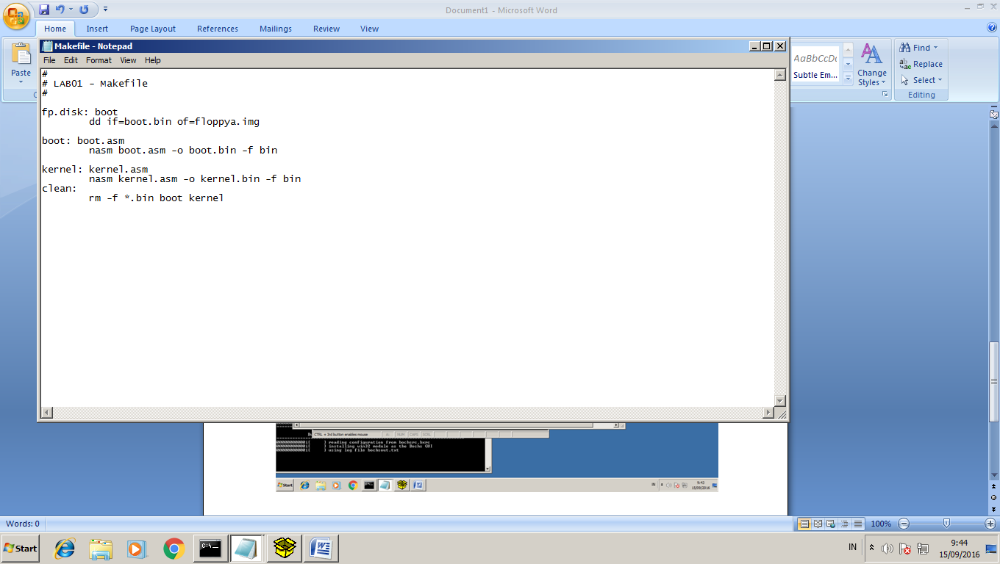 Document1 - Microsoft Word
Home Insert Page Layout References Mailings Review View
Makefile - Notepad
File Edit Format View Help
#
# LAB01 - Makefile
#
fp.disk: boot
dd if=boot.bin of=floppya.img
boot: boot.asm
nasm boot.asm -o boot.bin -f bin
kernel: kernel.asm
nasm kernel.asm -o kernel.bin -f bin
clean:
rm -f *.bin boot kernel
Paste
AaBbCcDc
Subtle Em...
Change
Styles
Find
Replace
Select
Editing
CTRL + 3rd button enables mouse
NUM CAPS SCRL
reading configuration from bochsrc.bxrc
installing win32 module as the Bochs GUI
using log file bochsout.txt
Start
IN
9:43
15/09/2016
Words: 0
100%
Start
C:\
IN
9:44
15/09/2016